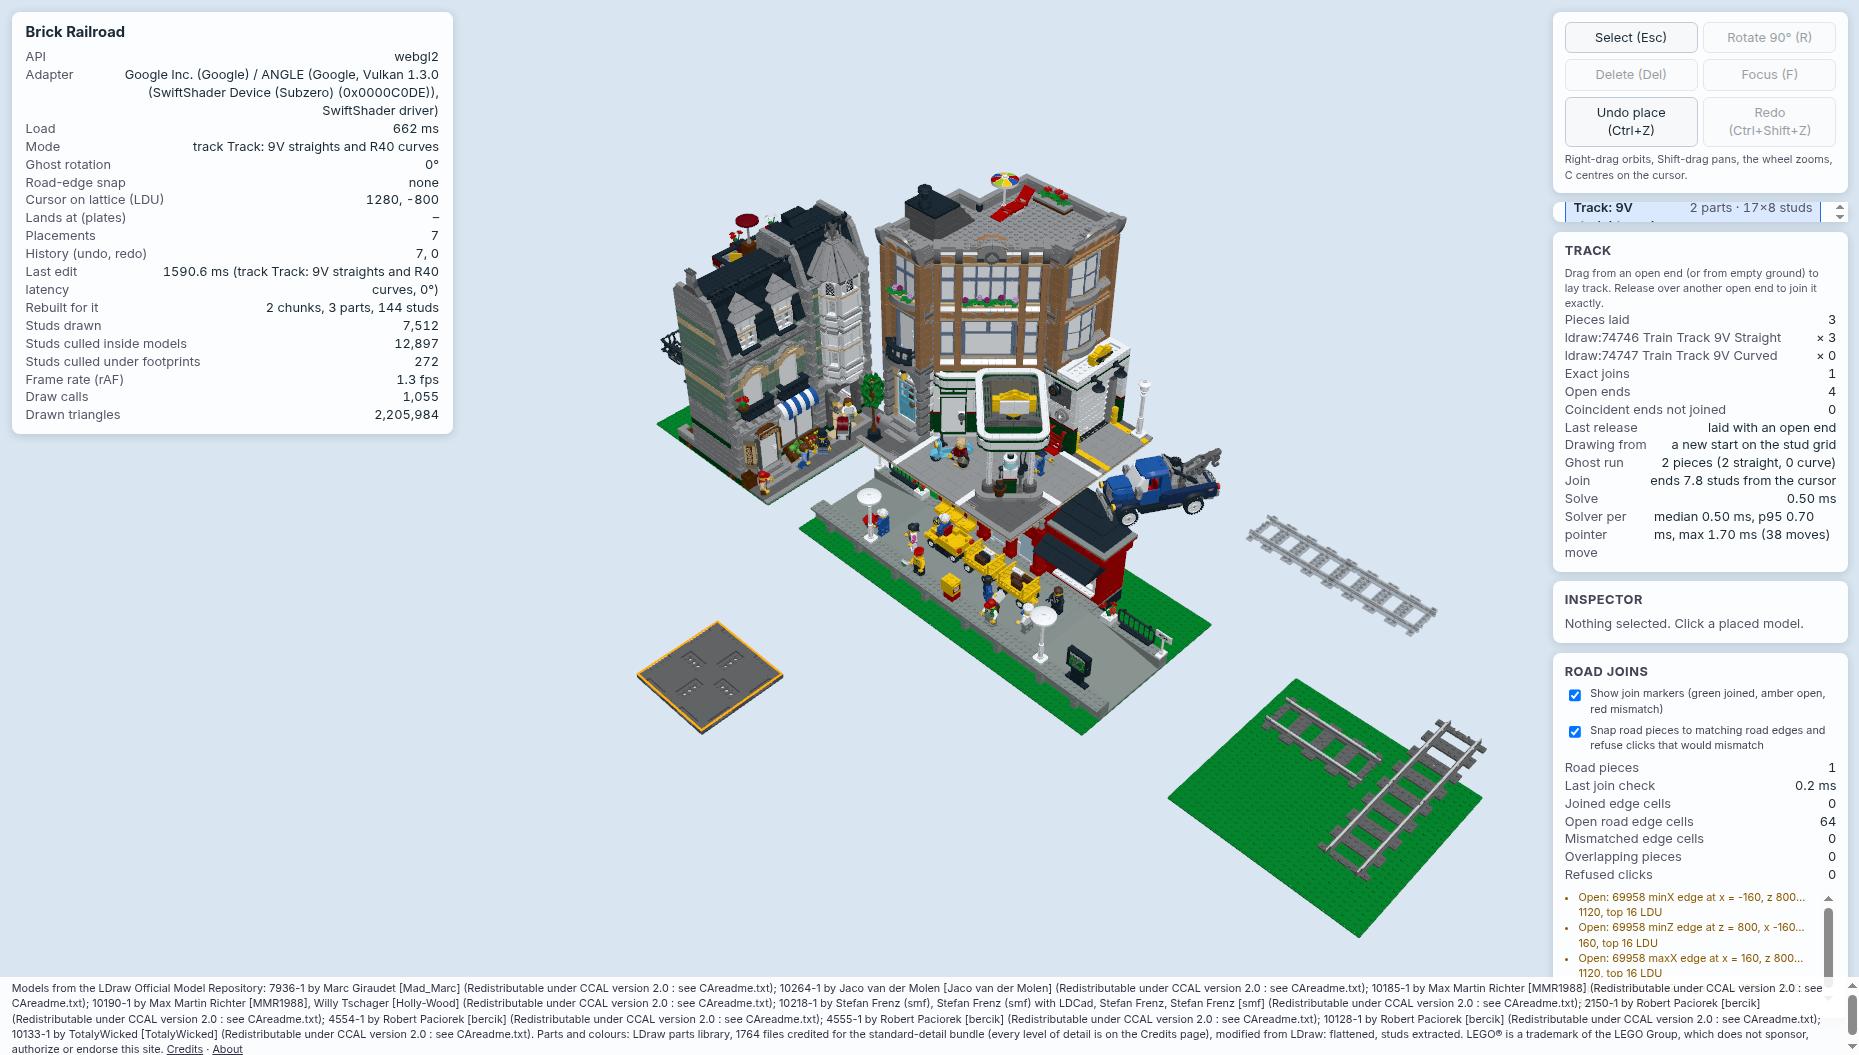 Brick Railroad
API webgl2
Adapter Google Inc. (Google) / ANGLE (Google, Vulkan 1.3.0
(SwiftShader Device (Subzero) (0x0000C0DE)),
SwiftShader driver)
Load 662 ms
Mode track Track: 9V straights and R40 curves
Ghost rotation 0°
Road-edge snap none
Cursor on lattice (LDU) 1280, -800
Lands at (plates) –
Placements 7
History (undo, redo) 7, 0
Last edit 1590.6 ms (track Track: 9V straights and R40
latency curves, 0°)
Rebuilt for it 2 chunks, 3 parts, 144 studs
Studs drawn 7,512
Studs culled inside models 12,897
Studs culled under footprints 272
Frame rate (rAF) 1.3 fps
Draw calls 1,055
Drawn triangles 2,205,984
Select (Esc) Rotate 90° (R)
Delete (Del) Focus (F)
Undo place Redo
(Ctrl+Z) (Ctrl+Shift+Z)
Right-drag orbits, Shift-drag pans, the wheel zooms,
C centres on the cursor.
Track: 9V 2 parts · 17×8 studs
TRACK
Drag from an open end (or from empty ground) to
lay track. Release over another open end to join it
exactly.
Pieces laid 3
ldraw:74746 Train Track 9V Straight × 3
ldraw:74747 Train Track 9V Curved × 0
Exact joins 1
Open ends 4
Coincident ends not joined 0
Last release laid with an open end
Drawing from a new start on the stud grid
Ghost run 2 pieces (2 straight, 0 curve)
Join ends 7.8 studs from the cursor
Solve 0.50 ms
Solver per median 0.50 ms, p95 0.70
pointer ms, max 1.70 ms (38 moves)
move
INSPECTOR
Nothing selected. Click a placed model.
ROAD JOINS
Show join markers (green joined, amber open,
red mismatch)
Snap road pieces to matching road edges and
refuse clicks that would mismatch
Road pieces 1
Last join check 0.2 ms
Joined edge cells 0
Open road edge cells 64
Mismatched edge cells 0
Overlapping pieces 0
Refused clicks 0
Open: 69958 minX edge at x = -160, z 800…
1120, top 16 LDU
Open: 69958 minZ edge at z = 800, x -160…
160, top 16 LDU
Open: 69958 maxX edge at x = 160, z 800…
1120, top 16 LDU
Models from the LDraw Official Model Repository: 7936-1 by Marc Giraudet [Mad_Marc] (Redistributable under CCAL version 2.0 : see CAreadme.txt); 10264-1 by Jaco van der Molen [Jaco van der Molen] (Redistributable under CCAL version 2.0 : see CAreadme.txt); 10185-1 by Max Martin Richter [MMR1988] (Redistributable under CCAL version 2.0 : see
CAreadme.txt); 10190-1 by Max Martin Richter [MMR1988], Willy Tschager [Holly-Wood] (Redistributable under CCAL version 2.0 : see CAreadme.txt); 10218-1 by Stefan Frenz (smf), Stefan Frenz (smf) with LDCad, Stefan Frenz, Stefan Frenz [smf] (Redistributable under CCAL version 2.0 : see CAreadme.txt); 2150-1 by Robert Paciorek [bercik]
(Redistributable under CCAL version 2.0 : see CAreadme.txt); 4554-1 by Robert Paciorek [bercik] (Redistributable under CCAL version 2.0 : see CAreadme.txt); 4555-1 by Robert Paciorek [bercik] (Redistributable under CCAL version 2.0 : see CAreadme.txt); 10128-1 by Robert Paciorek [bercik] (Redistributable under CCAL version 2.0 : see CAreadme.txt);
10133-1 by TotalyWicked [TotalyWicked] (Redistributable under CCAL version 2.0 : see CAreadme.txt). Parts and colours: LDraw parts library, 1764 files credited for the standard-detail bundle (every level of detail is on the Credits page), modified from LDraw: flattened, studs extracted. LEGO® is a trademark of the LEGO Group, which does not sponsor,
authorize or endorse this site. Credits · About